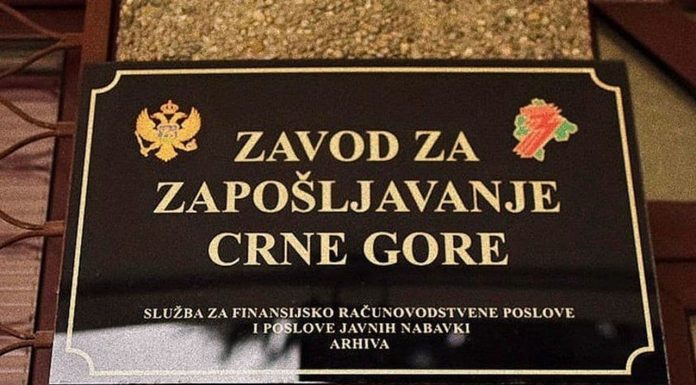 ZAVOD ZA
ZAPOŠLJAVANJE
CRNE GORE
SLUŽBA ZA FINANSIJSKO RAČUNOVODSTVENE POSLOVE
I POSLOVE JAVNIH NABAVKI
ARHIVA